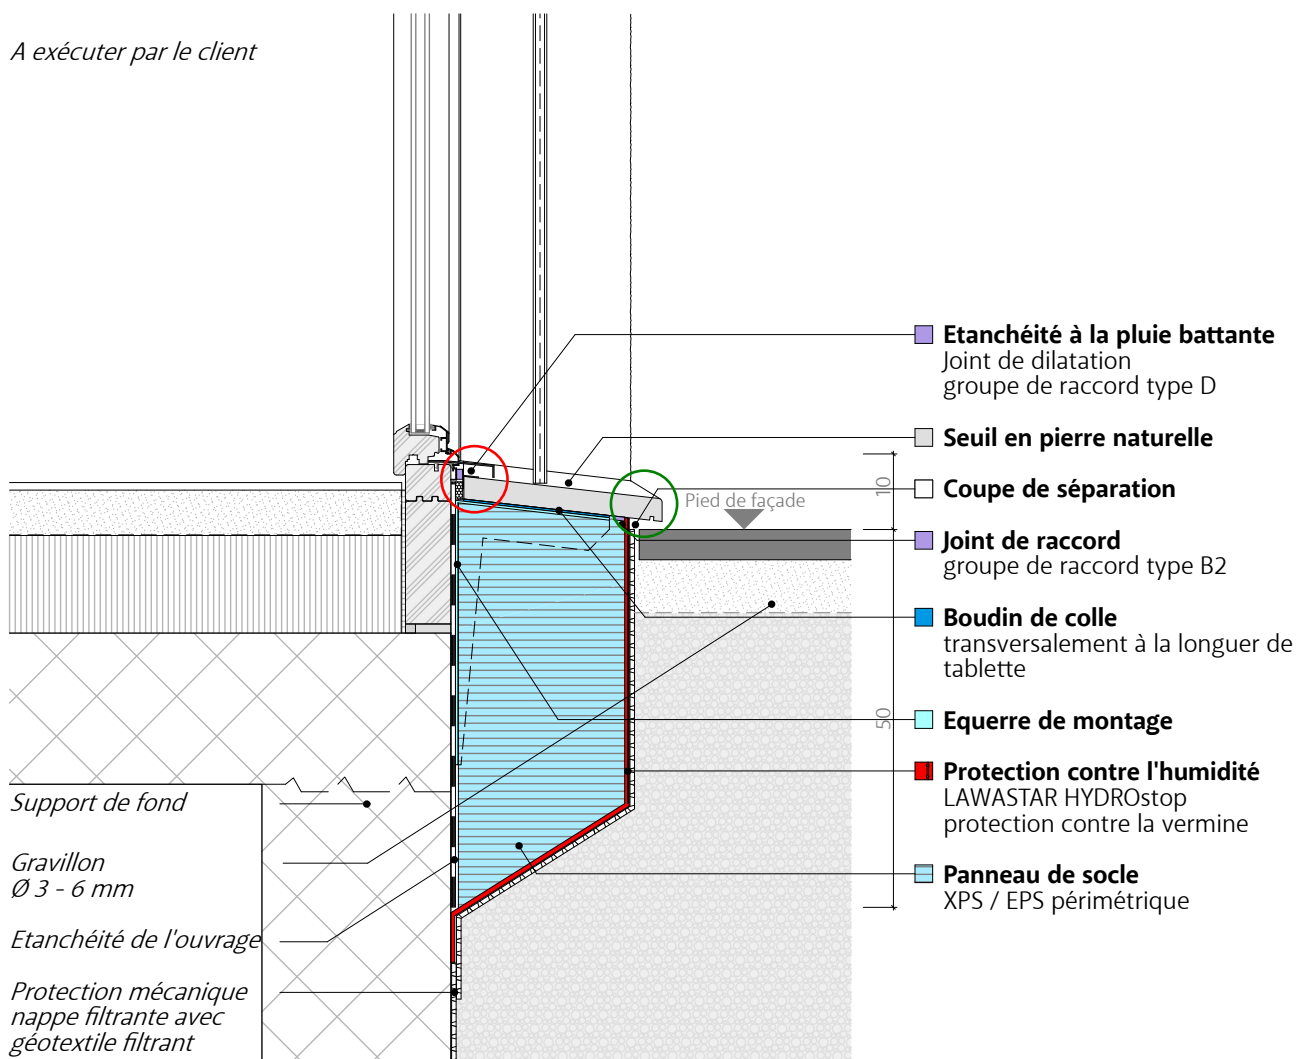 A exécuter par le client
Etanchéité à la pluie battante
Joint de dilatation
groupe de raccord type D
Seuil en pierre naturelle
10
Coupe de séparation
Pied de façade
Joint de raccord
groupe de raccord type B2
Boudin de colle
transversalement à la longuer de
tablette
50
Equerre de montage
Protection contre l'humidité
LAWASTAR HYDROstop
protection contre la vermine
Panneau de socle
XPS / EPS périmétrique
Support de fond
Gravillon
Ø 3 - 6 mm
Etanchéité de l'ouvrage
Protection mécanique
nappe filtrante avec
géotextile filtrant